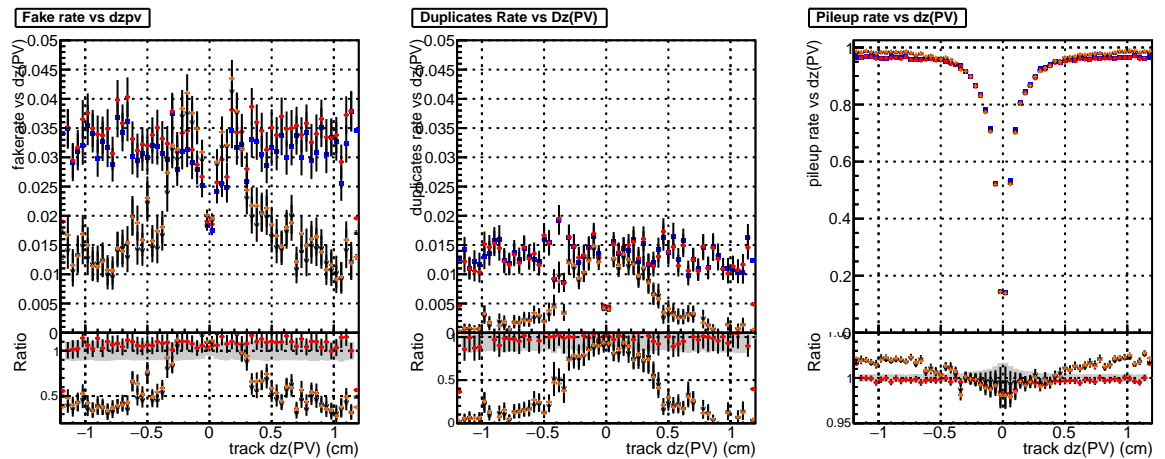 Fake rate vs dzpv
fakerate vs dz(PV)
0.05
0.045
0.04
0.035
0.03
0.025
0.02
0.015
0.01
0.005
0
Ratio
1
0.5
−1 −0.5 0 0.5 1
track dz(PV) (cm)
Duplicates Rate vs Dz(PV)
duplicates rate vs dz(PV)
0.05
0.045
0.04
0.035
0.03
0.025
0.02
0.015
0.01
0.005
0
Ratio
1
0.5
0
−1 −0.5 0 0.5 1
track dz(PV) (cm)
Pileup rate vs dz(PV)
pileup rate vs dz(PV)
1
0.8
0.6
0.4
0.2
0
Ratio
1
0.95
−1 −0.5 0 0.5 1
track dz(PV) (cm)